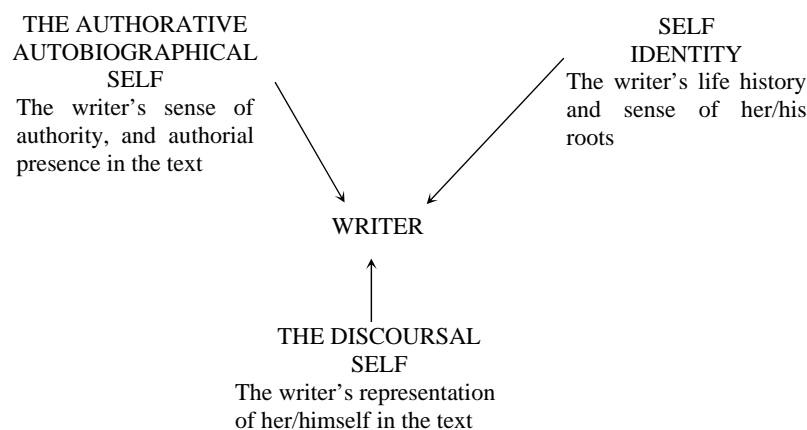 THE AUTHORATIVE
AUTOBIOGRAPHICAL
SELF
The writer’s sense of
authority, and authorial
presence in the text
SELF
IDENTITY
The writer’s life history
and sense of her/his
roots
WRITER
THE DISCOURSAL
SELF
The writer’s representation
of her/himself in the text